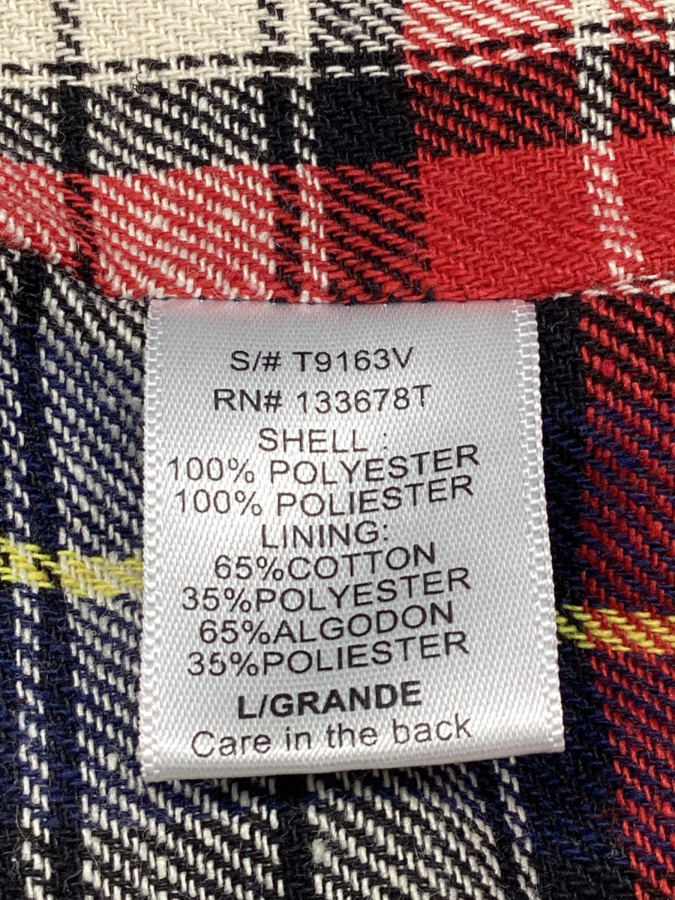 S/# T9163V
RN# 133678T
SHELL :
100% POLYESTER
100% POLIESTER
LINING:
65%COTTON
35%POLYESTER
65%ALGODON
35%POLIESTER
L/GRANDE
Care in the back